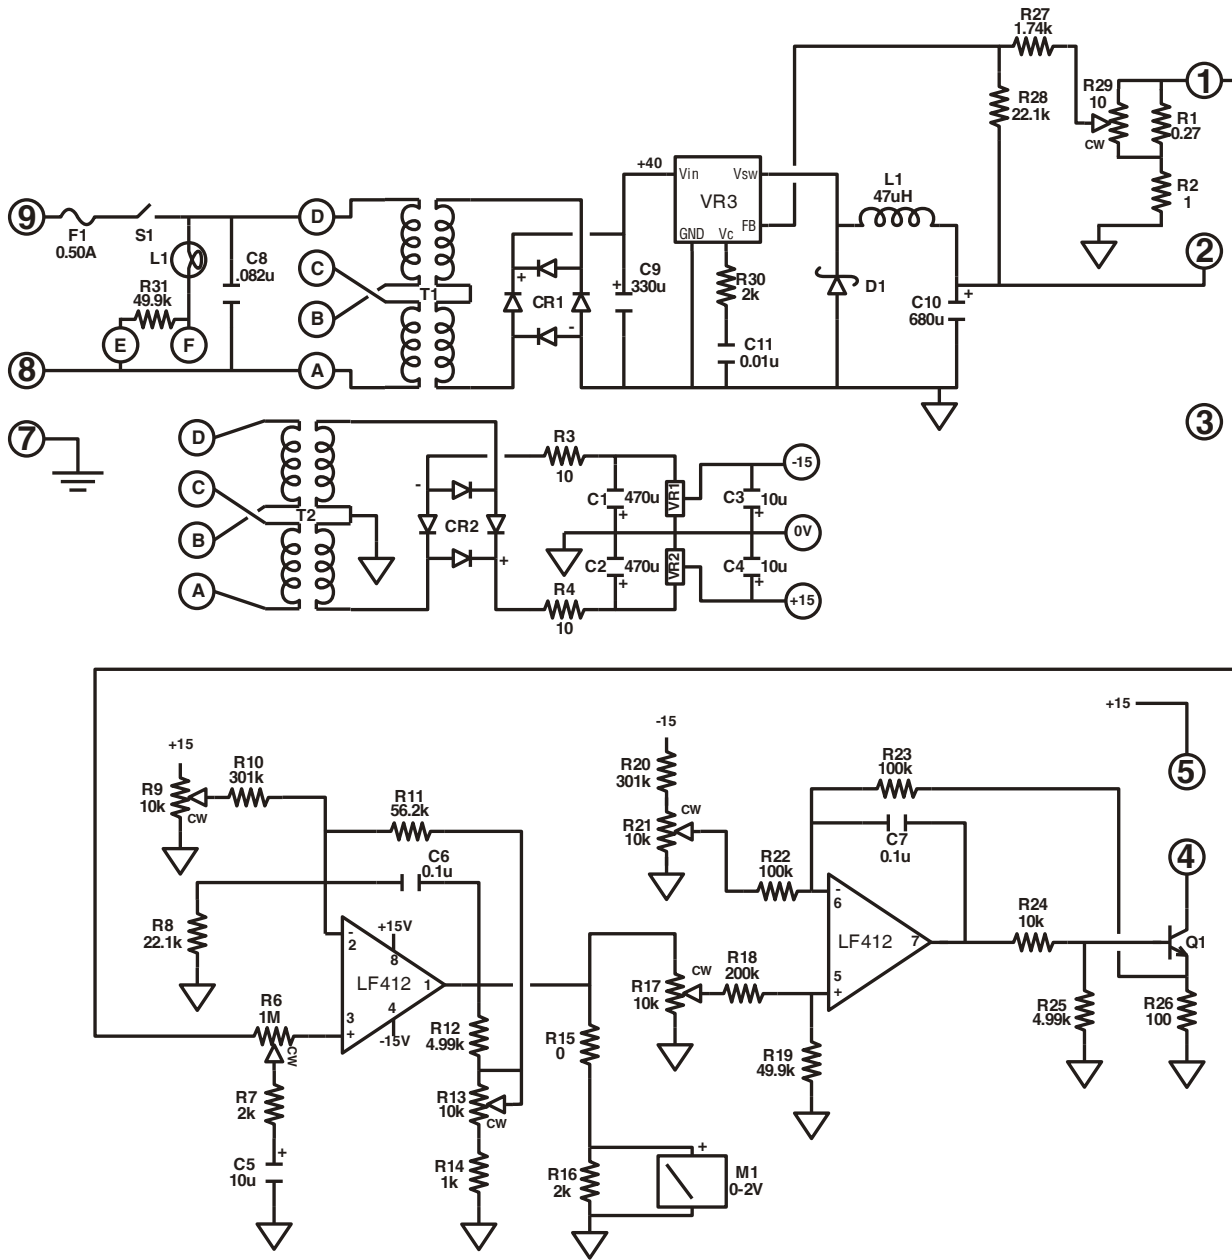 R27
1.74k
1
R29
10
CW
R28
22.1k
R1
0.27
R2
1
+40
Vin
Vsw
VR3
GND
Vc
FB
L1
47uH
9
F1
0.50A
S1
L1
C8
.082u
R31
49.9k
E
F
D
C
B
A
T1
+
CR1
-
+
C9
330u
R30
2k
C11
0.01u
D1
C10
680u
+
2
8
3
7
D
C
B
A
T2
-
CR2
+
R3
10
R4
10
C1
470u
+
C2
470u
+
VR1
VR2
C3
10u
+
C4
10u
+
-15
0V
+15
+15
5
+15
R9
10k
CW
R10
301k
R11
56.2k
C6
0.1u
R8
22.1k
+15V
-
2
8
LF412
1
4
3
+
-15V
R6
1M
CW
R7
2k
C5
10u
+
R12
4.99k
R13
10k
CW
R14
1k
R15
0
R16
2k
+
M1
0-2V
R17
10k
CW
R18
200k
R19
49.9k
-15
R20
301k
R21
10k
CW
R22
100k
R23
100k
C7
0.1u
-
6
LF412
7
5
+
R24
10k
R25
4.99k
4
Q1
R26
100